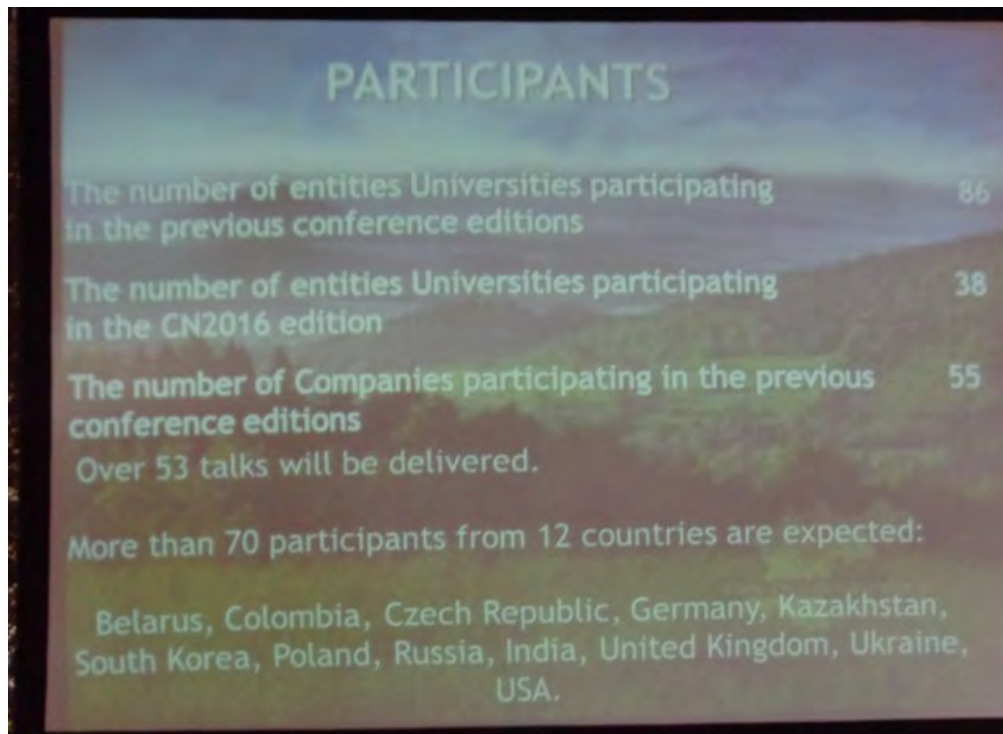 PARTICIPANTS
The number of entities Universities participating 86
in the previous conference editions
The number of entities Universities participating 38
in the CN2016 edition
The number of Companies participating in the previous 55
conference editions
Over 53 talks will be delivered.
More than 70 participants from 12 countries are expected:
Belarus, Colombia, Czech Republic, Germany, Kazakhstan,
South Korea, Poland, Russia, India, United Kingdom, Ukraine,
USA.